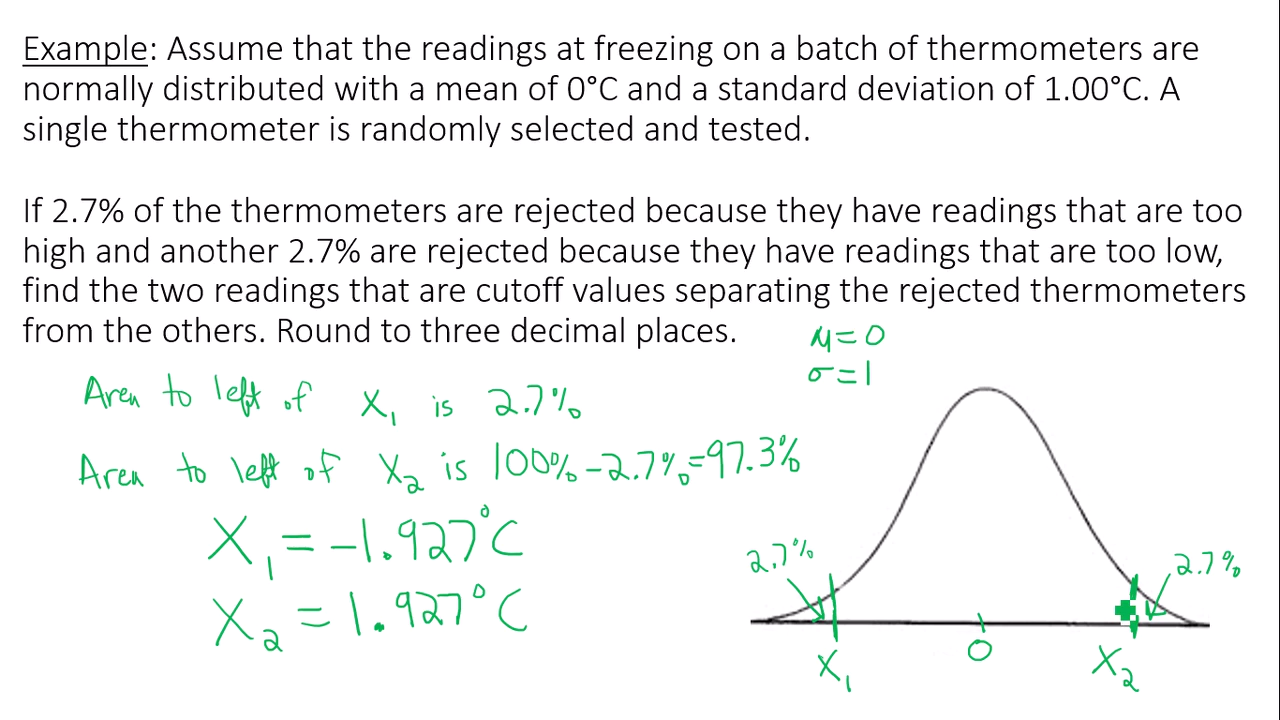 Example: Assume that the readings at freezing on a batch of thermometers are
normally distributed with a mean of 0°C and a standard deviation of 1.00°C. A
single thermometer is randomly selected and tested.
If 2.7% of the thermometers are rejected because they have readings that are too
high and another 2.7% are rejected because they have readings that are too low,
find the two readings that are cutoff values separating the rejected thermometers
from the others. Round to three decimal places.
μ=0
σ=1
Area to left of X₁ is 2.7%
Area to left of X₂ is 100%-2.7%=97.3%
X₁=-1.927°C
X₂=1.927°C
2.7%
2.7%
X₁
0
X₂